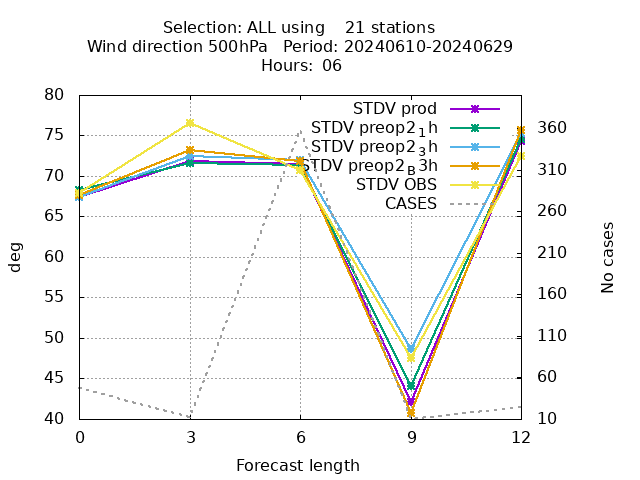 Selection: ALL using    21 stations
Wind direction 500hPa   Period: 20240610-20240629
Hours: 06
80
75
70
65
60
55
50
45
40
deg
STDV prod
STDV preop2₁h
STDV preop2₃h
STDV preop2_B3h
STDV OBS
CASES
360
310
260
210
160
110
60
10
No cases
0 3 6 9 12
Forecast length